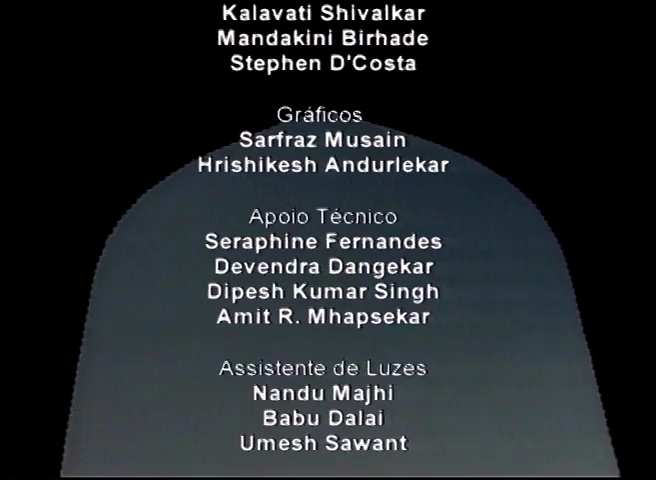 Kalavati Shivalkar
Mandakini Birhade
Stephen D'Costa
Gráficos
Sarfraz Musain
Hrishikesh Andurlekar
Apoio Técnico
Seraphine Fernandes
Devendra Dangekar
Dipesh Kumar Singh
Amit R. Mhapsekar
Assistente de Luzes
Nandu Majhi
Babu Dalai
Umesh Sawant